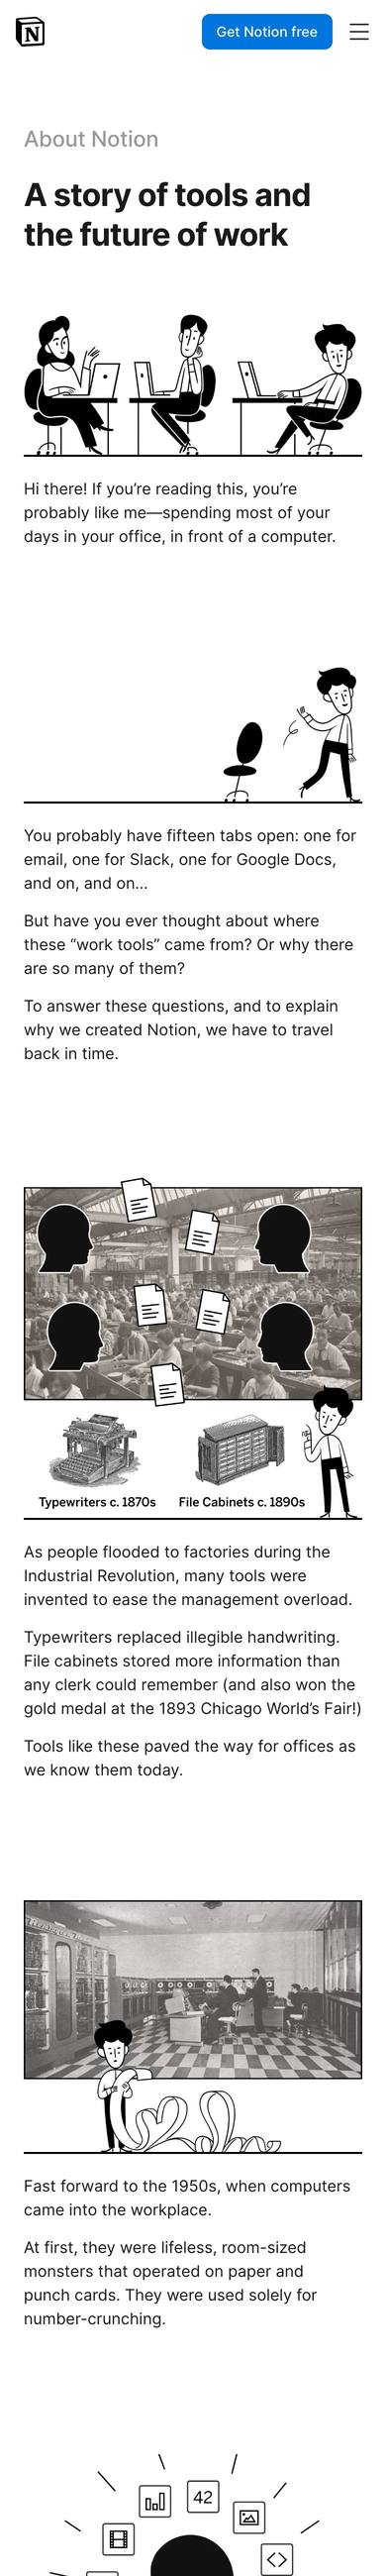 N
Get Notion free
About Notion
A story of tools and
the future of work
Hi there! If you’re reading this, you’re
probably like me—spending most of your
days in your office, in front of a computer.
You probably have fifteen tabs open: one for
email, one for Slack, one for Google Docs,
and on, and on...
But have you ever thought about where
these “work tools” came from? Or why there
are so many of them?
To answer these questions, and to explain
why we created Notion, we have to travel
back in time.
Typewriters c. 1870s File Cabinets c. 1890s
As people flooded to factories during the
Industrial Revolution, many tools were
invented to ease the management overload.
Typewriters replaced illegible handwriting.
File cabinets stored more information than
any clerk could remember (and also won the
gold medal at the 1893 Chicago World’s Fair!)
Tools like these paved the way for offices as
we know them today.
Fast forward to the 1950s, when computers
came into the workplace.
At first, they were lifeless, room-sized
monsters that operated on paper and
punch cards. They were used solely for
number-crunching.
42